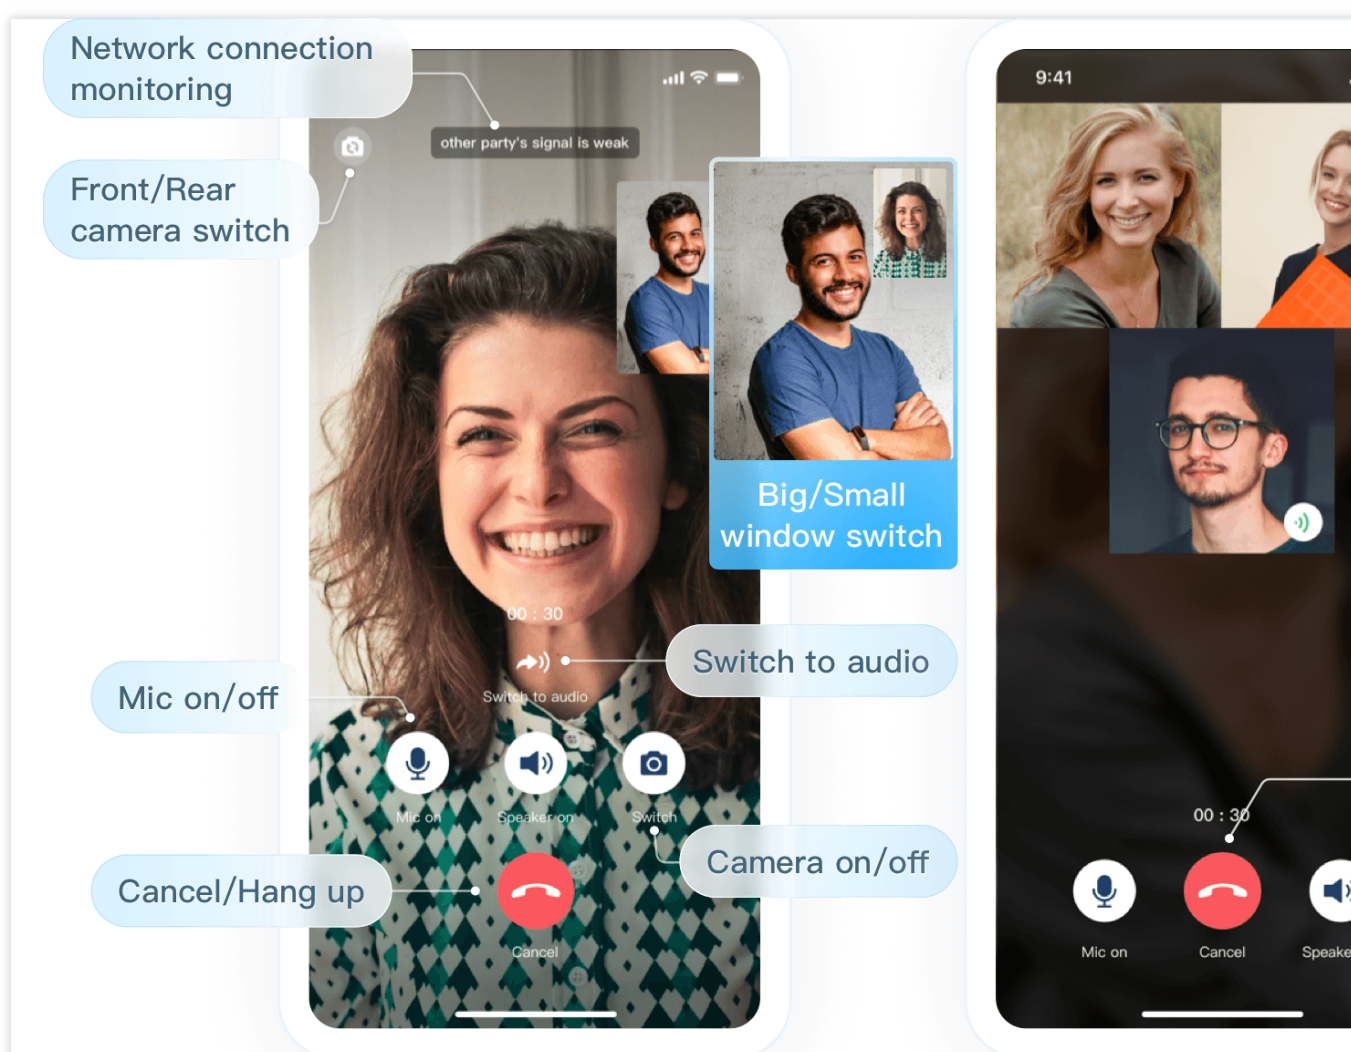 Network connection
monitoring
9:41
other party's signal is weak
Front/Rear
camera switch
Big/Small
window switch
00 : 30
Switch to audio
Switch to audio
Mic on/off
Mic on
Speaker on
Switch
00 : 30
Camera on/off
Cancel/Hang up
Cancel
Mic on
Cancel